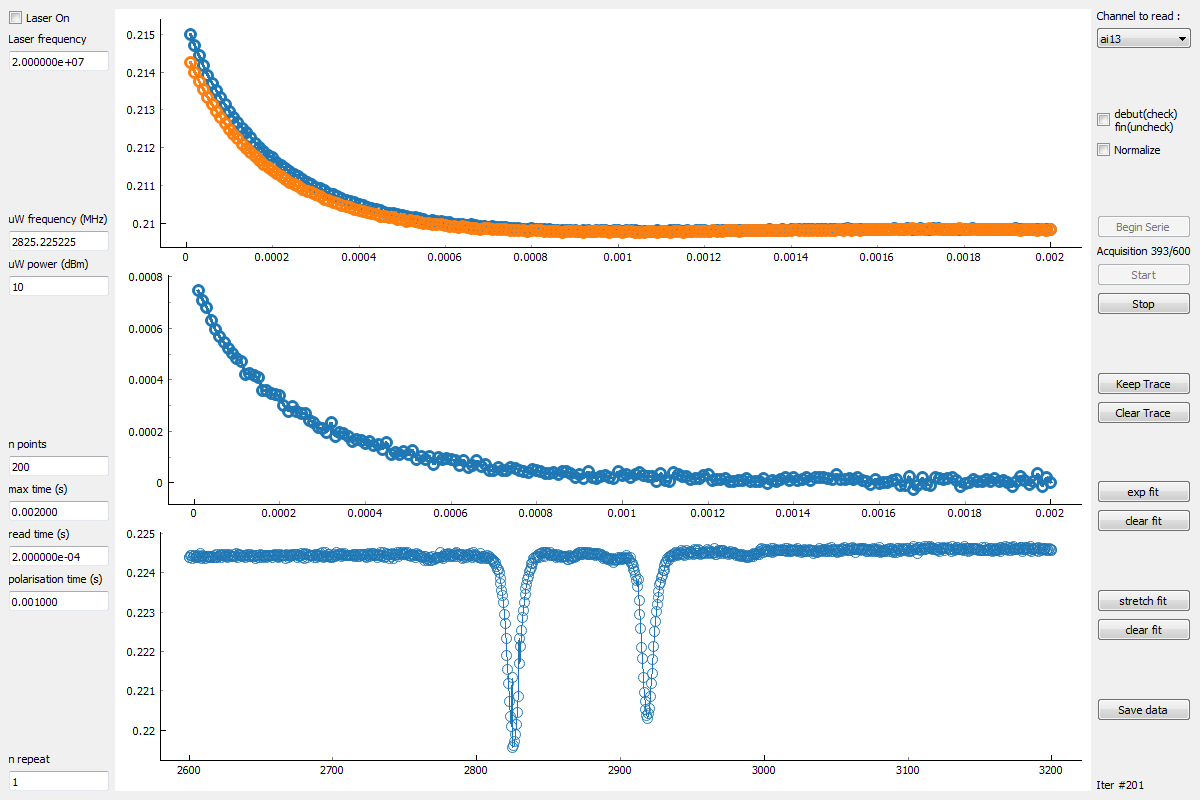 Laser On
Laser frequency
2.000000e+07
uW frequency (MHz)
2825.225225
uW power (dBm)
10
n points
200
max time (s)
0.002000
read time (s)
2.000000e-04
polarisation time (s)
0.001000
n repeat
1
0.215
0.214
0.213
0.212
0.211
0.21
0 0.0002 0.0004 0.0006 0.0008 0.001 0.0012 0.0014 0.0016 0.0018 0.002
0.0008
0.0006
0.0004
0.0002
0
0 0.0002 0.0004 0.0006 0.0008 0.001 0.0012 0.0014 0.0016 0.0018 0.002
0.225
0.224
0.223
0.222
0.221
0.22
2600 2700 2800 2900 3000 3100 3200
Channel to read :
ai13
debut(check)
fin(uncheck)
Normalize
Begin Serie
Acquisition 393/600
Start
Stop
Keep Trace
Clear Trace
exp fit
clear fit
stretch fit
clear fit
Save data
Iter #201